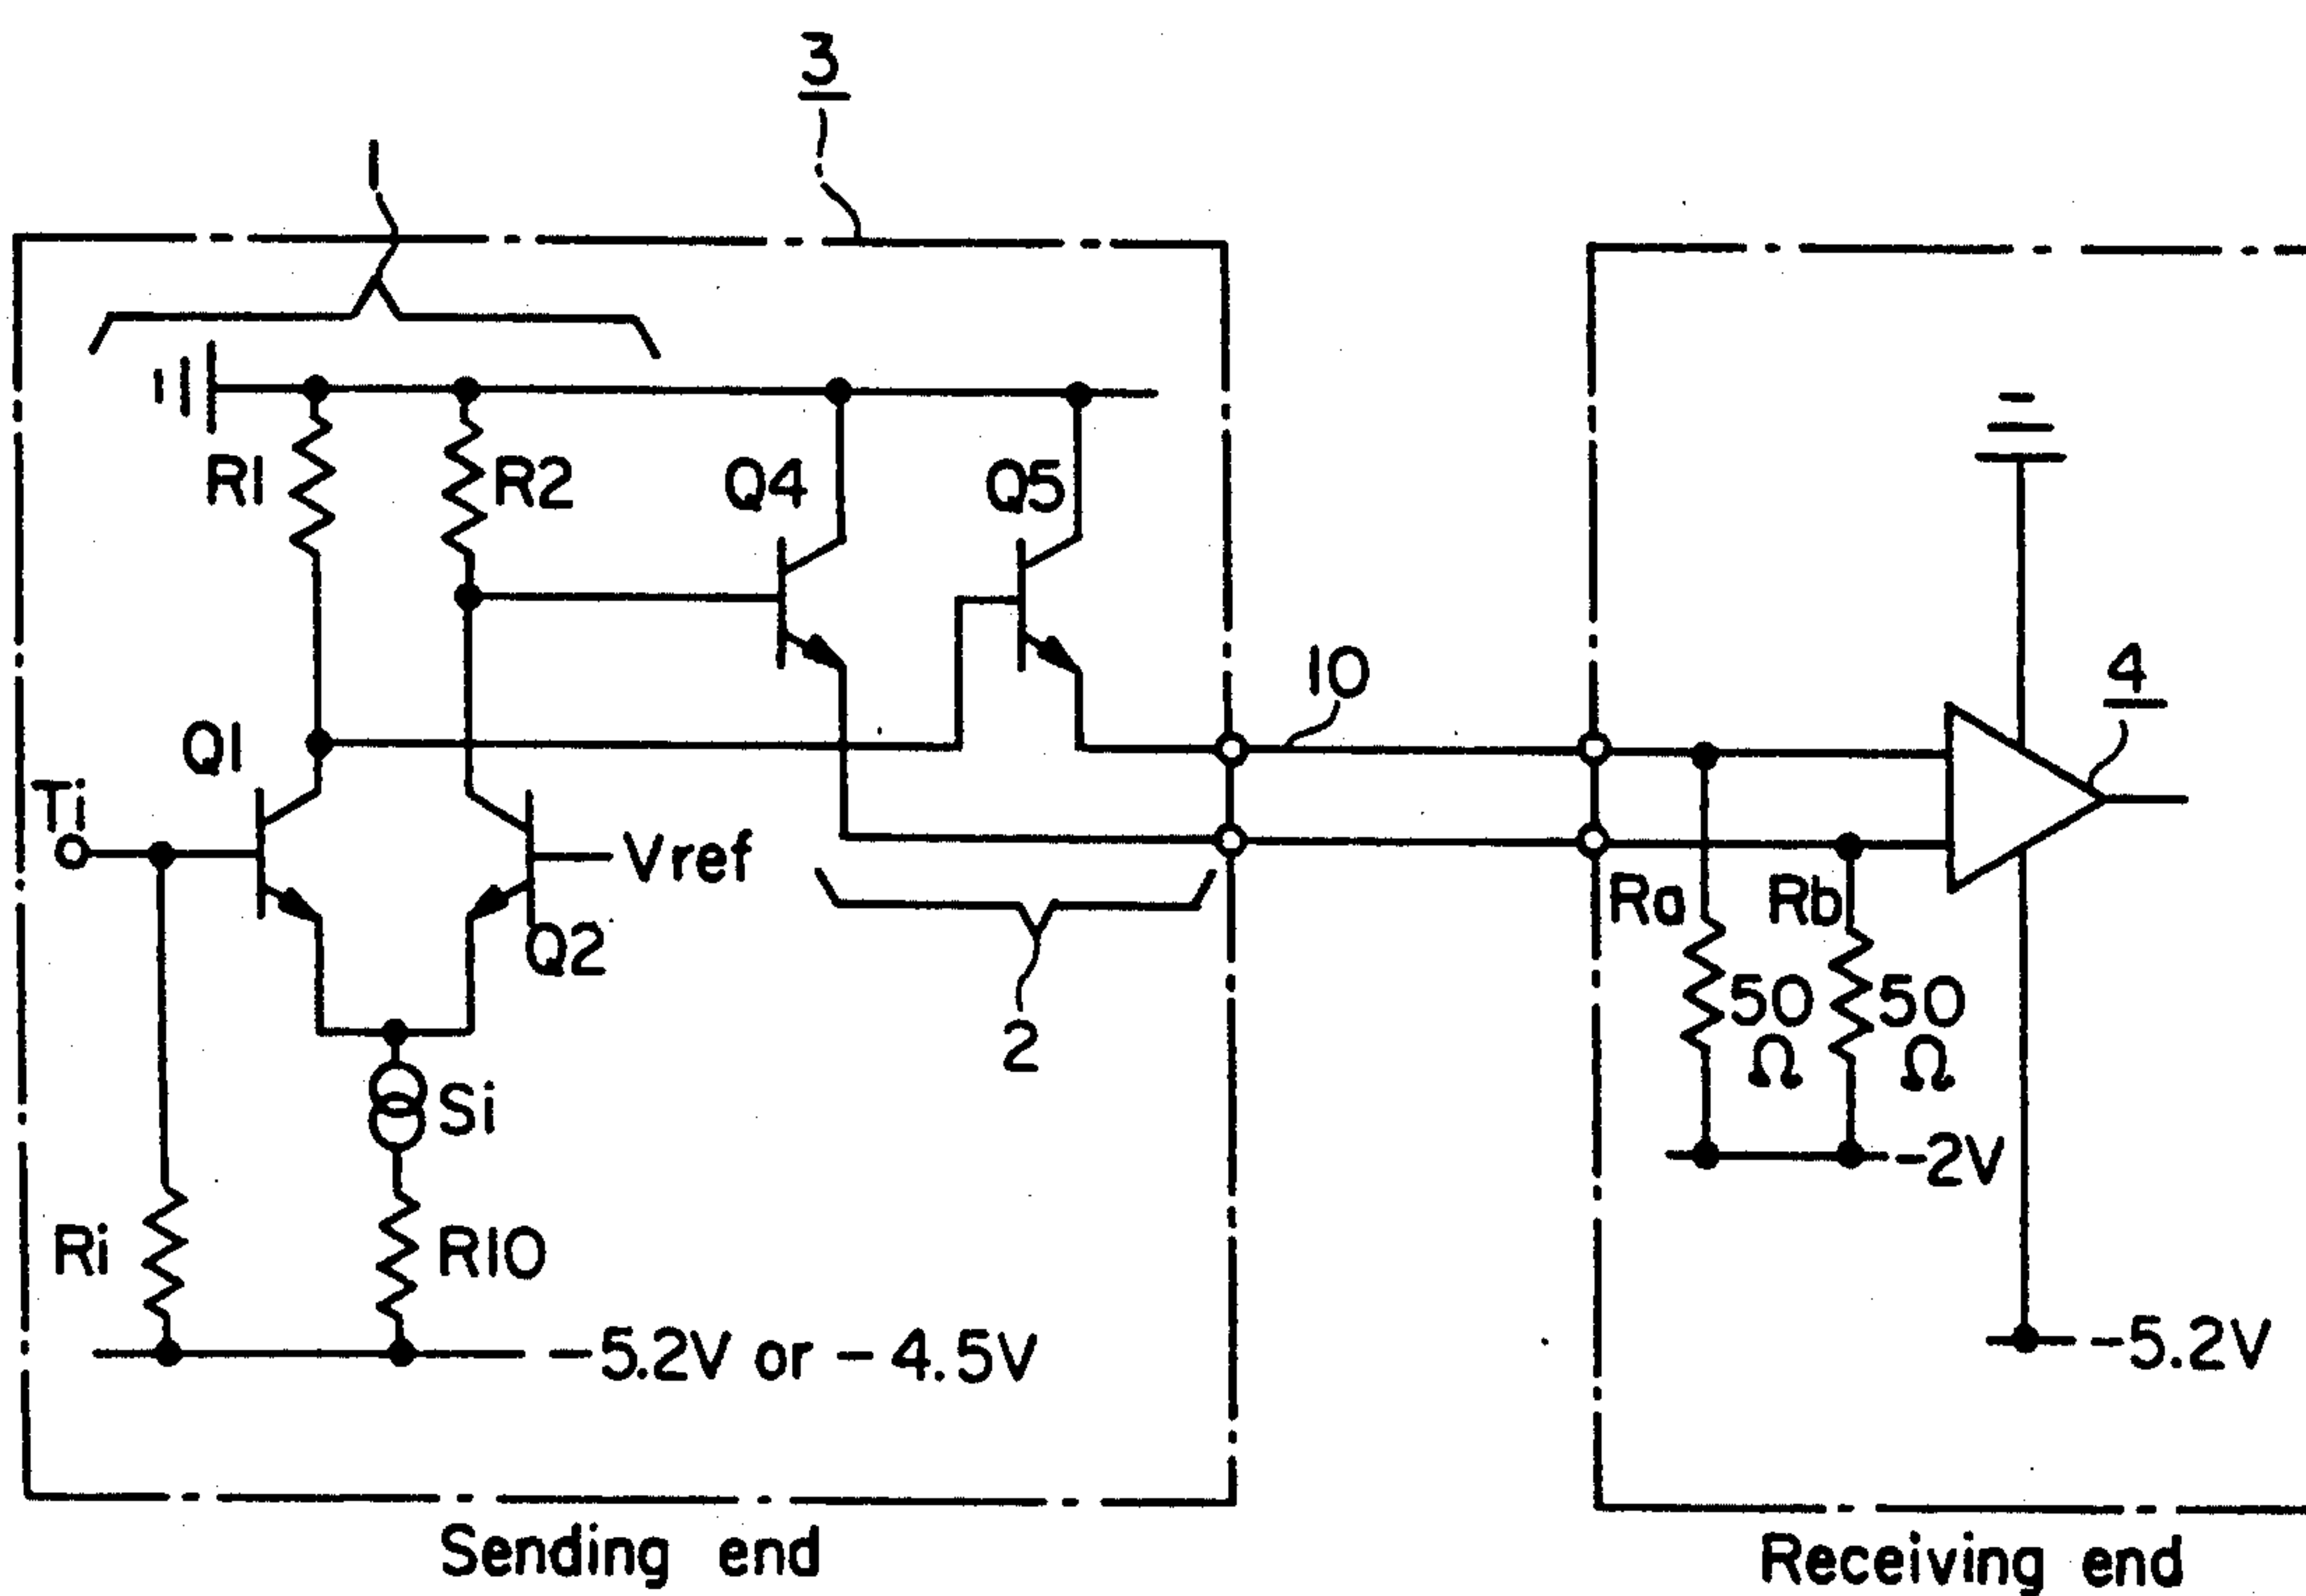 3
1
R1
R2
Q4
Q5
10
4
Q1
Ti
Vref
Q2
Ra
Rb
50
Ω
50
Ω
2
Si
-2V
Ri
R10
-5.2V or -4.5V
-5.2V
Sending end
Receiving end